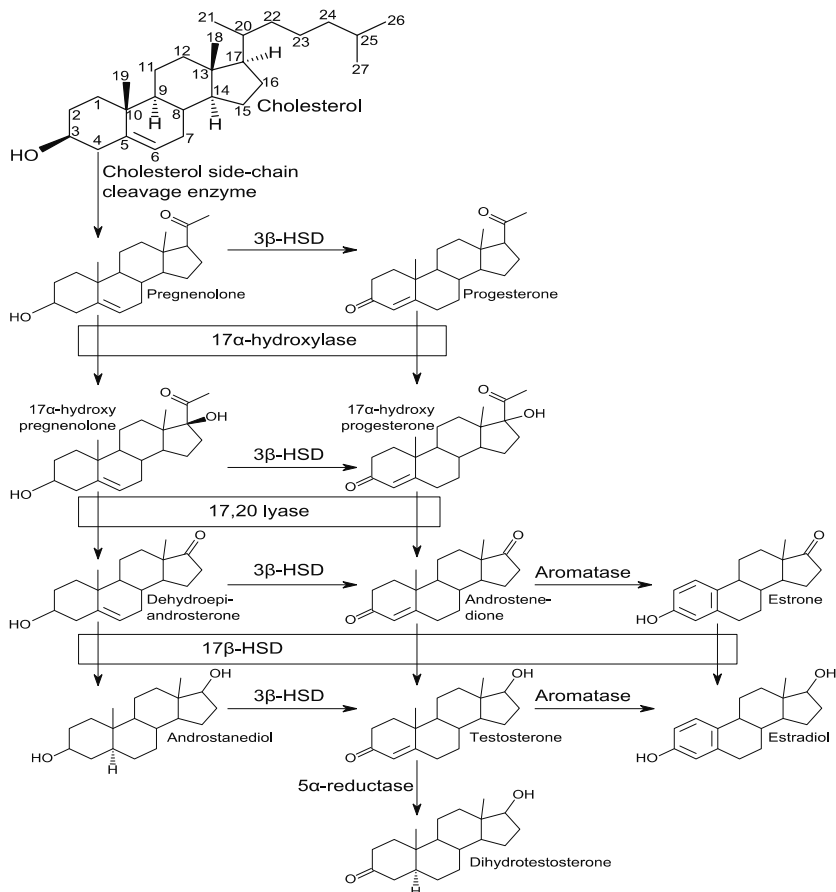 21 20 22 24 26
18 23 25
12 17 H 27
11 13 16
19 9 14 15 Cholesterol
1 10 8 H
2 H
3 5 7
HO 4 6
Cholesterol side-chain
cleavage enzyme
O O
3β-HSD
Pregnenolone Progesterone
HO O
17α-hydroxylase
O O
17α-hydroxy OH 17α-hydroxy OH
pregnenolone progesterone
3β-HSD
HO O
17,20 lyase
O O O
3β-HSD Aromatase
Dehydroepi- Androstene- Estrone
androsterone dione
HO O HO
17β-HSD
OH OH OH
3β-HSD Aromatase
Androstanediol Testosterone Estradiol
HO H O HO
5α-reductase
OH
Dihydrotestosterone
O H